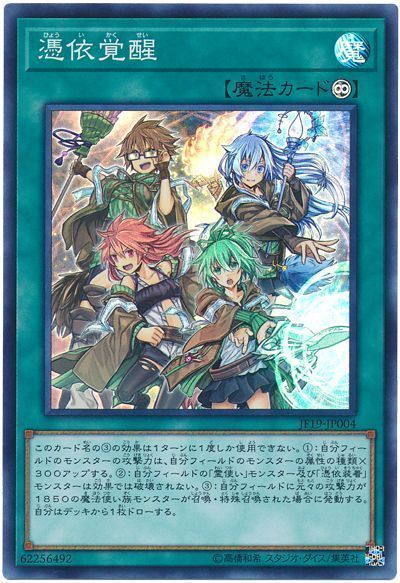 憑依覚醒
【魔法カード】
魔
JF19-JP004
このカード名の③の効果は1ターンに1度しか使用できない。①：自分フィー
ルドのモンスターの攻撃力は、自分フィールドのモンスターの属性の種類×
300アップする。②：自分フィールドの「霊使い」モンスター及び「憑依装着」
モンスターは効果では破壊されない。③：自分フィールドに元々の攻撃力が
1850の魔法使い族モンスターが召喚・特殊召喚された場合に発動する。
自分はデッキから1枚ドローする。
62256492
©高橋和希 スタジオ・ダイス/集英社